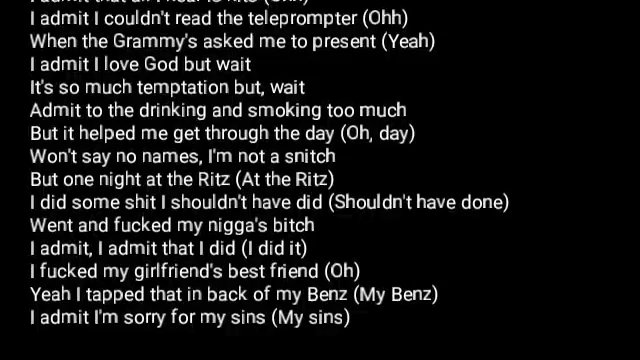 I admit I couldn't read the teleprompter (Ohh)
When the Grammy's asked me to present (Yeah)
I admit I love God but wait
It's so much temptation but, wait
Admit to the drinking and smoking too much
But it helped me get through the day (Oh, day)
Won't say no names, I'm not a snitch
But one night at the Ritz (At the Ritz)
I did some shit I shouldn't have did (Shouldn't have done)
Went and fucked my nigga's bitch
I admit, I admit that I did (I did it)
I fucked my girlfriend's best friend (Oh)
Yeah I tapped that in back of my Benz (My Benz)
I admit I'm sorry for my sins (My sins)